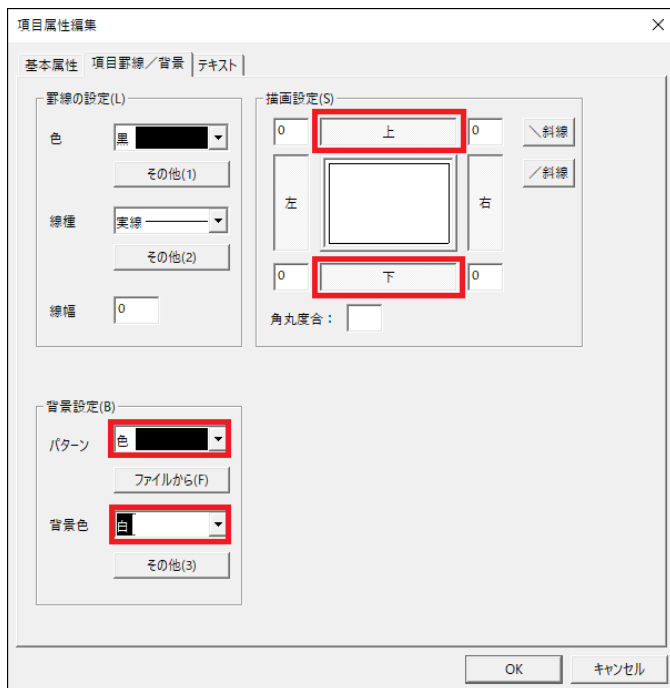 項目属性編集
基本属性 項目罫線／背景 テキスト
罫線の設定(L)
色 黒
その他(1)
線種 実線
その他(2)
線幅 0
描画設定(S)
0 上 0 ＼斜線
／斜線
左 右
0 下 0
角丸度合：
背景設定(B)
パターン 色
ファイルから(F)
背景色 白
その他(3)
OK キャンセル